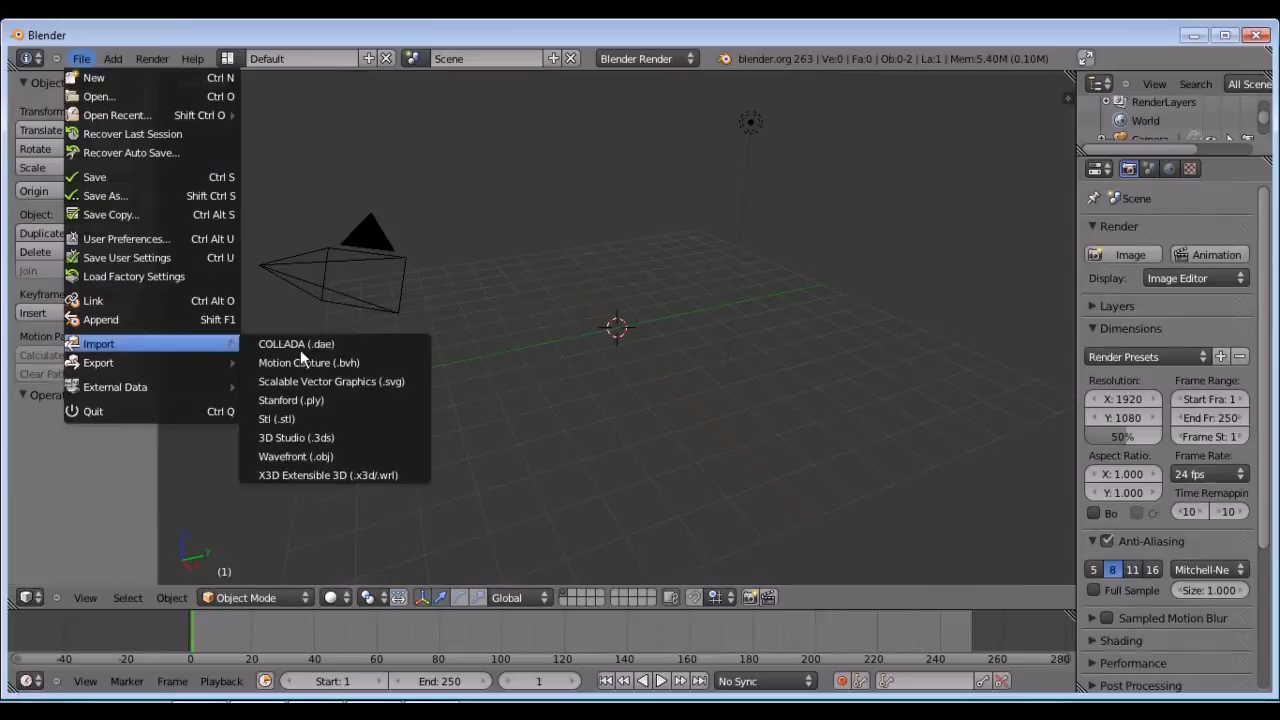 Blender
File Add Render Help Default Scene Blender Render blender.org 263 | Ve:0 | Fa:0 | Ob:0-2 | La:1 | Mem:5.40M (0.10M)
New Ctrl N
Open... Ctrl O
Open Recent... Shift Ctrl O
Recover Last Session
Recover Auto Save...
Save Ctrl S
Save As... Shift Ctrl S
Save Copy... Ctrl Alt S
User Preferences... Ctrl Alt U
Save User Settings Ctrl U
Load Factory Settings
Link Ctrl Alt O
Append Shift F1
Import
Export
External Data
Quit Ctrl Q
COLLADA (.dae)
Motion Capture (.bvh)
Scalable Vector Graphics (.svg)
Stanford (.ply)
Stl (.stl)
3D Studio (.3ds)
Wavefront (.obj)
X3D Extensible 3D (.x3d/.wrl)
Object
Transform
Translate
Rotate
Scale
Origin
Object:
Duplicate
Delete
Join
Keyframe
Insert
Motion Pa
Calculate
Clear Pat
Opera
y
(1)
View Select Object Object Mode Global
-40 -20 0 20 40 60 80 100 120 140 160 180 200 220 240 260 280
View Marker Frame Playback Start: 1 End: 250 1 No Sync
View Search All Scene
RenderLayers
World
Camera
Scene
Render
Image Animation
Display: Image Editor
Layers
Dimensions
Render Presets
Resolution: Frame Range:
X: 1920 Start Fra: 1
Y: 1080 End Fr: 250
50% Frame St: 1
Aspect Ratio: Frame Rate:
X: 1.000 24 fps
Y: 1.000 Time Remappin
Bo Cr 10 10
Anti-Aliasing
5 8 11 16 Mitchell-Ne
Full Sample Size: 1.000
Sampled Motion Blur
Shading
Performance
Post Processing